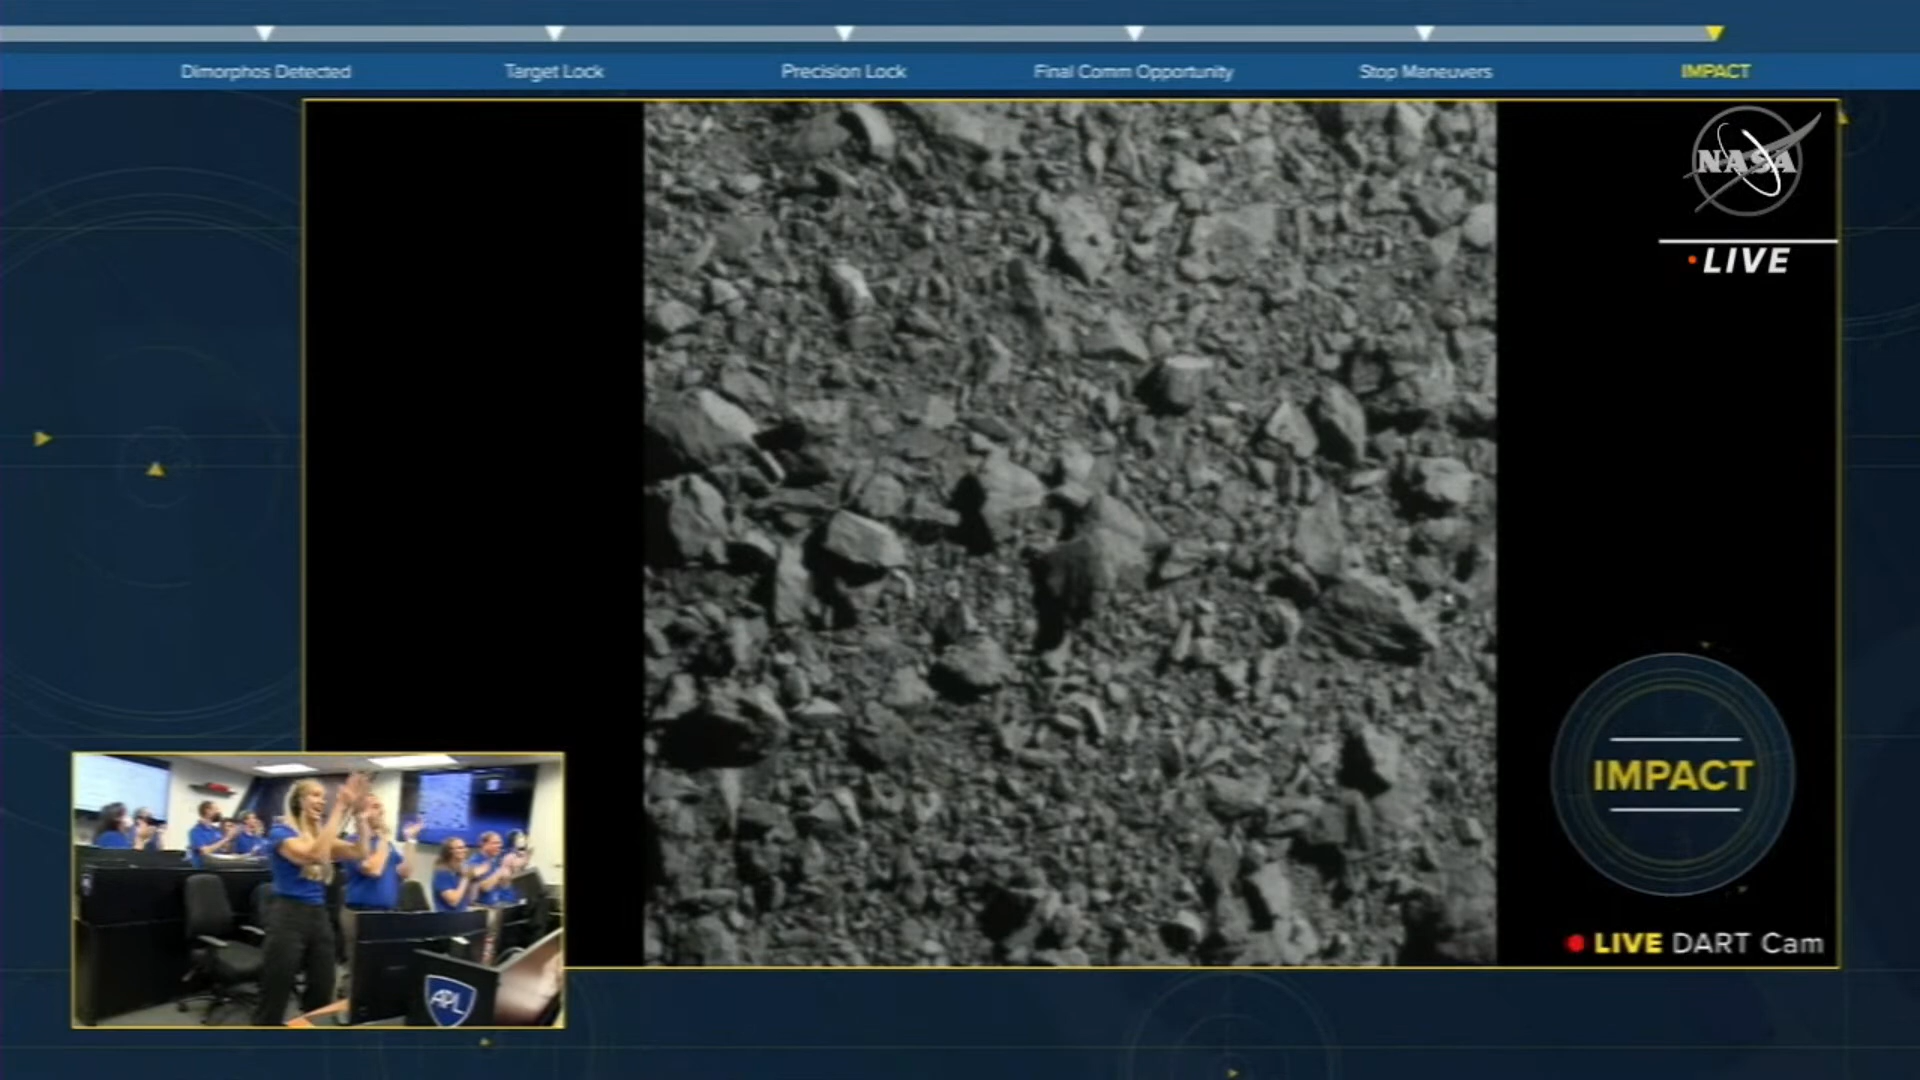 Dimorphos Detected
Target Lock
Precision Lock
Final Comm Opportunity
Stop Maneuvers
IMPACT
NASA
LIVE
IMPACT
LIVE DART Cam
APL